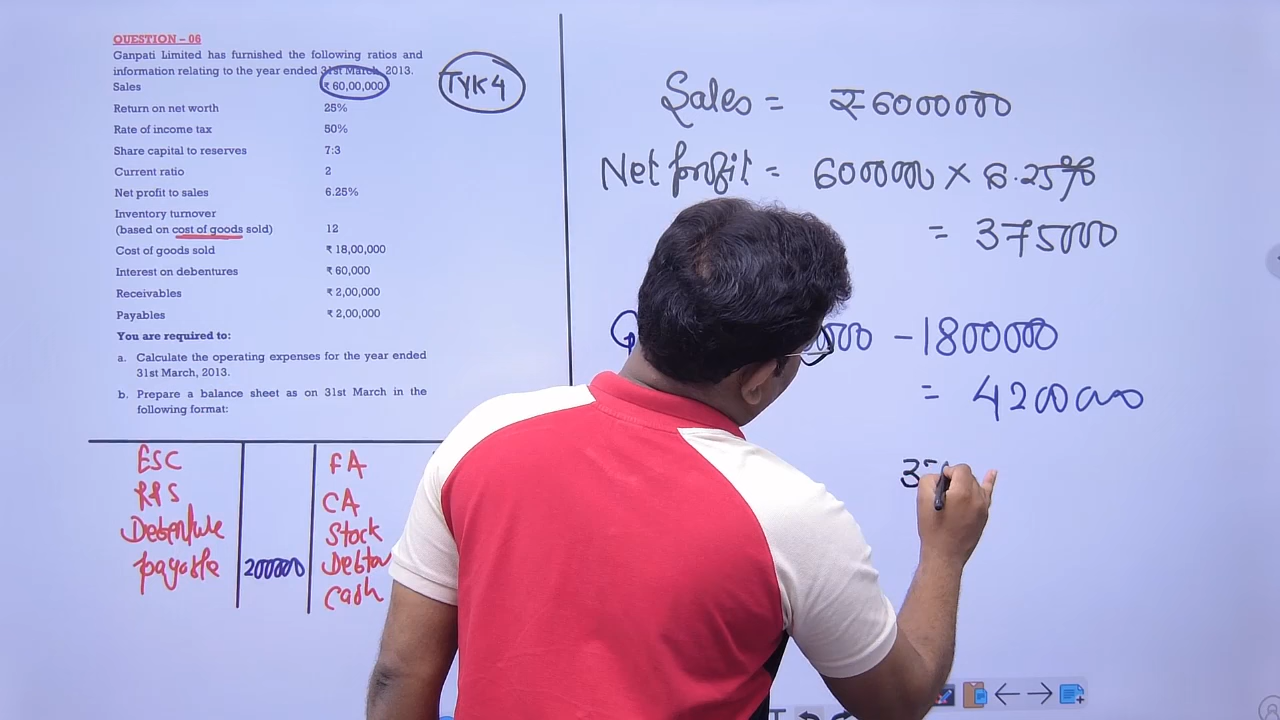 QUESTION – 06
Ganpati Limited has furnished the following ratios and
information relating to the year ended 31st March, 2013.
Sales ₹ 60,00,000
Return on net worth 25%
Rate of income tax 50%
Share capital to reserves 7:3
Current ratio 2
Net profit to sales 6.25%
Inventory turnover
(based on cost of goods sold) 12
Cost of goods sold ₹ 18,00,000
Interest on debentures ₹ 60,000
Receivables ₹ 2,00,000
Payables ₹ 2,00,000
You are required to:
a. Calculate the operating expenses for the year ended
31st March, 2013.
b. Prepare a balance sheet as on 31st March in the
following format:
TYK 4
ESC FA
R&S CA
Debenture Stock
payable 200000 Debtor
cash
Sales = ₹6000000
Net profit = 6000000 × 6.25%
= 375000
- 1800000
= 4200000